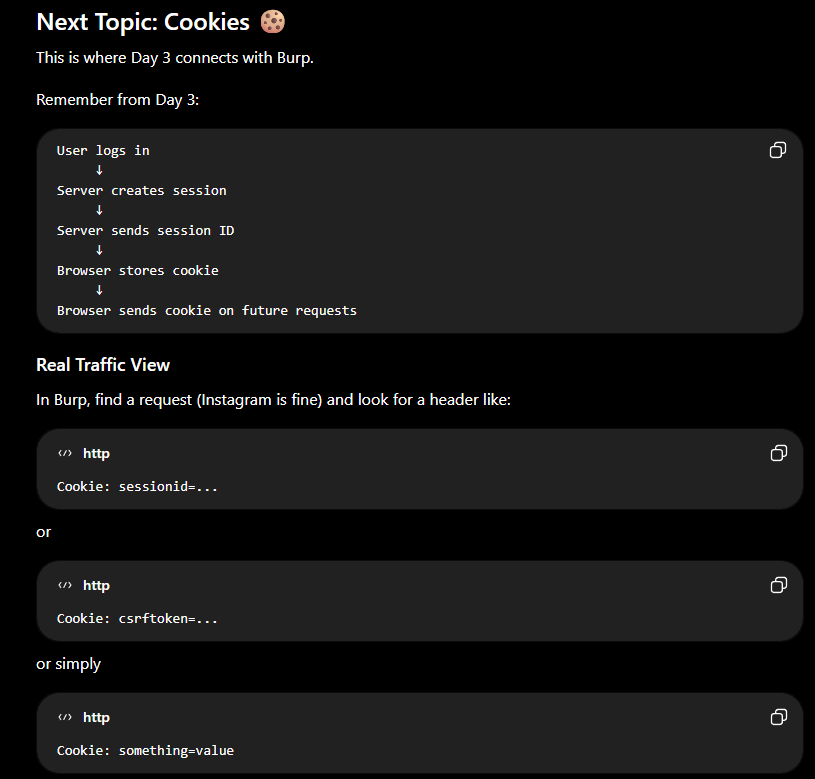 Next Topic: Cookies 🍪
This is where Day 3 connects with Burp.
Remember from Day 3:
User logs in
↓
Server creates session
↓
Server sends session ID
↓
Browser stores cookie
↓
Browser sends cookie on future requests
Real Traffic View
In Burp, find a request (Instagram is fine) and look for a header like:
</> http
Cookie: sessionid=...
or
</> http
Cookie: csrftoken=...
or simply
</> http
Cookie: something=value